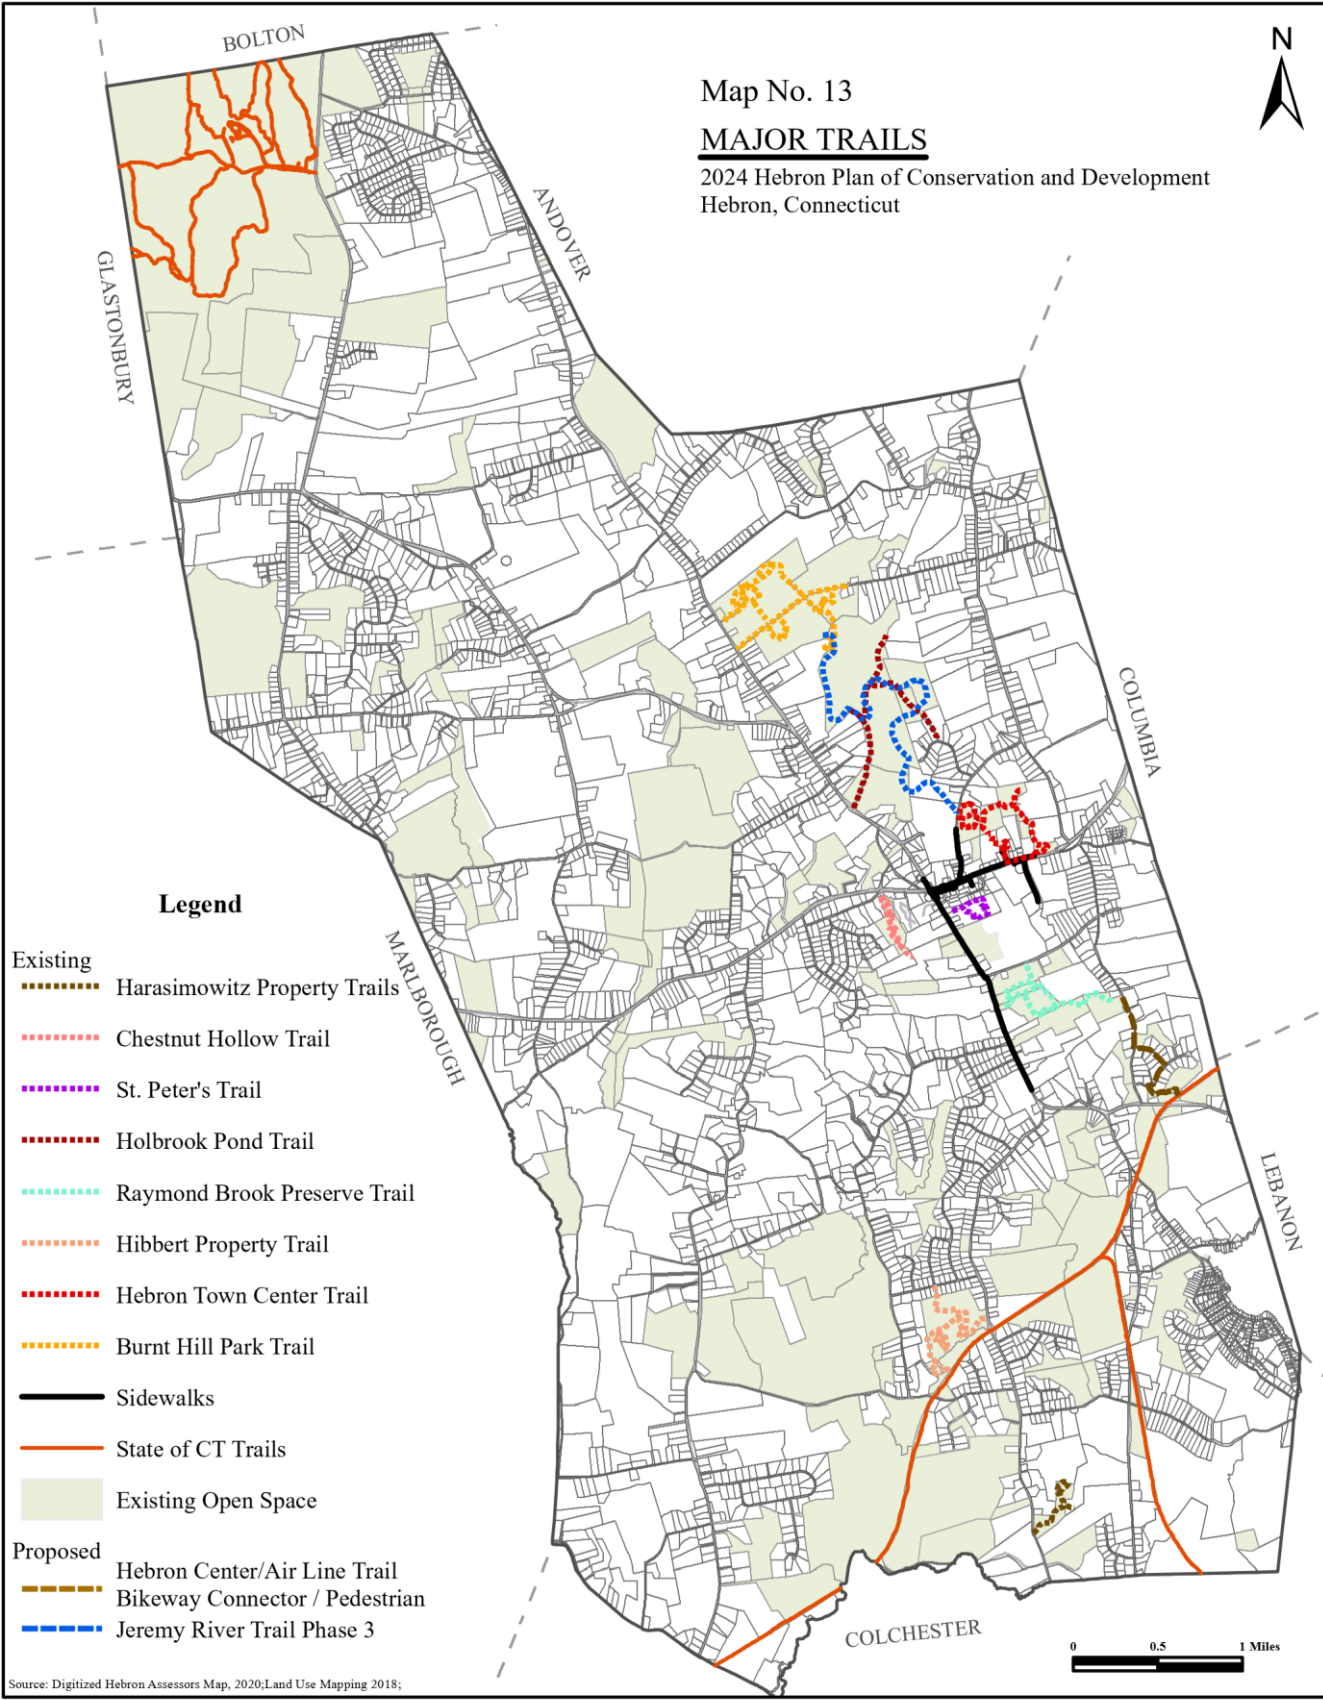 BOLTON
N
Map No. 13
MAJOR TRAILS
2024 Hebron Plan of Conservation and Development
Hebron, Connecticut
ANDOVER
GLASTONBURY
COLUMBIA
MARLBOROUGH
LEBANON
COLCHESTER
Legend
Existing
Harasimowitz Property Trails
Chestnut Hollow Trail
St. Peter's Trail
Holbrook Pond Trail
Raymond Brook Preserve Trail
Hibbert Property Trail
Hebron Town Center Trail
Burnt Hill Park Trail
Sidewalks
State of CT Trails
Existing Open Space
Proposed
Hebron Center/Air Line Trail
Bikeway Connector / Pedestrian
Jeremy River Trail Phase 3
0 0.5 1 Miles
Source: Digitized Hebron Assessors Map, 2020;Land Use Mapping 2018;